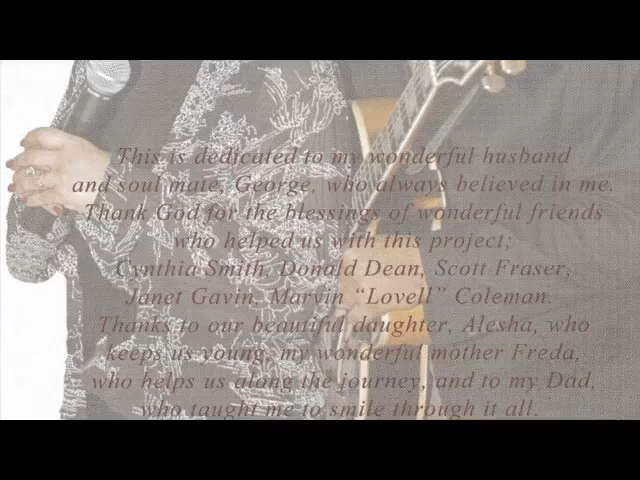 This is dedicated to my wonderful husband
and soul mate, George, who always believed in me.
Thank God for the blessings of wonderful friends
who helped us with this project;
Cynthia Smith, Donald Dean, Scott Fraser,
Janet Gavin, Marvin “Lovell” Coleman.
Thanks to our beautiful daughter, Alesha, who
keeps us young, my wonderful mother Freda,
who helps us along the journey, and to my Dad,
who taught me to smile through it all.